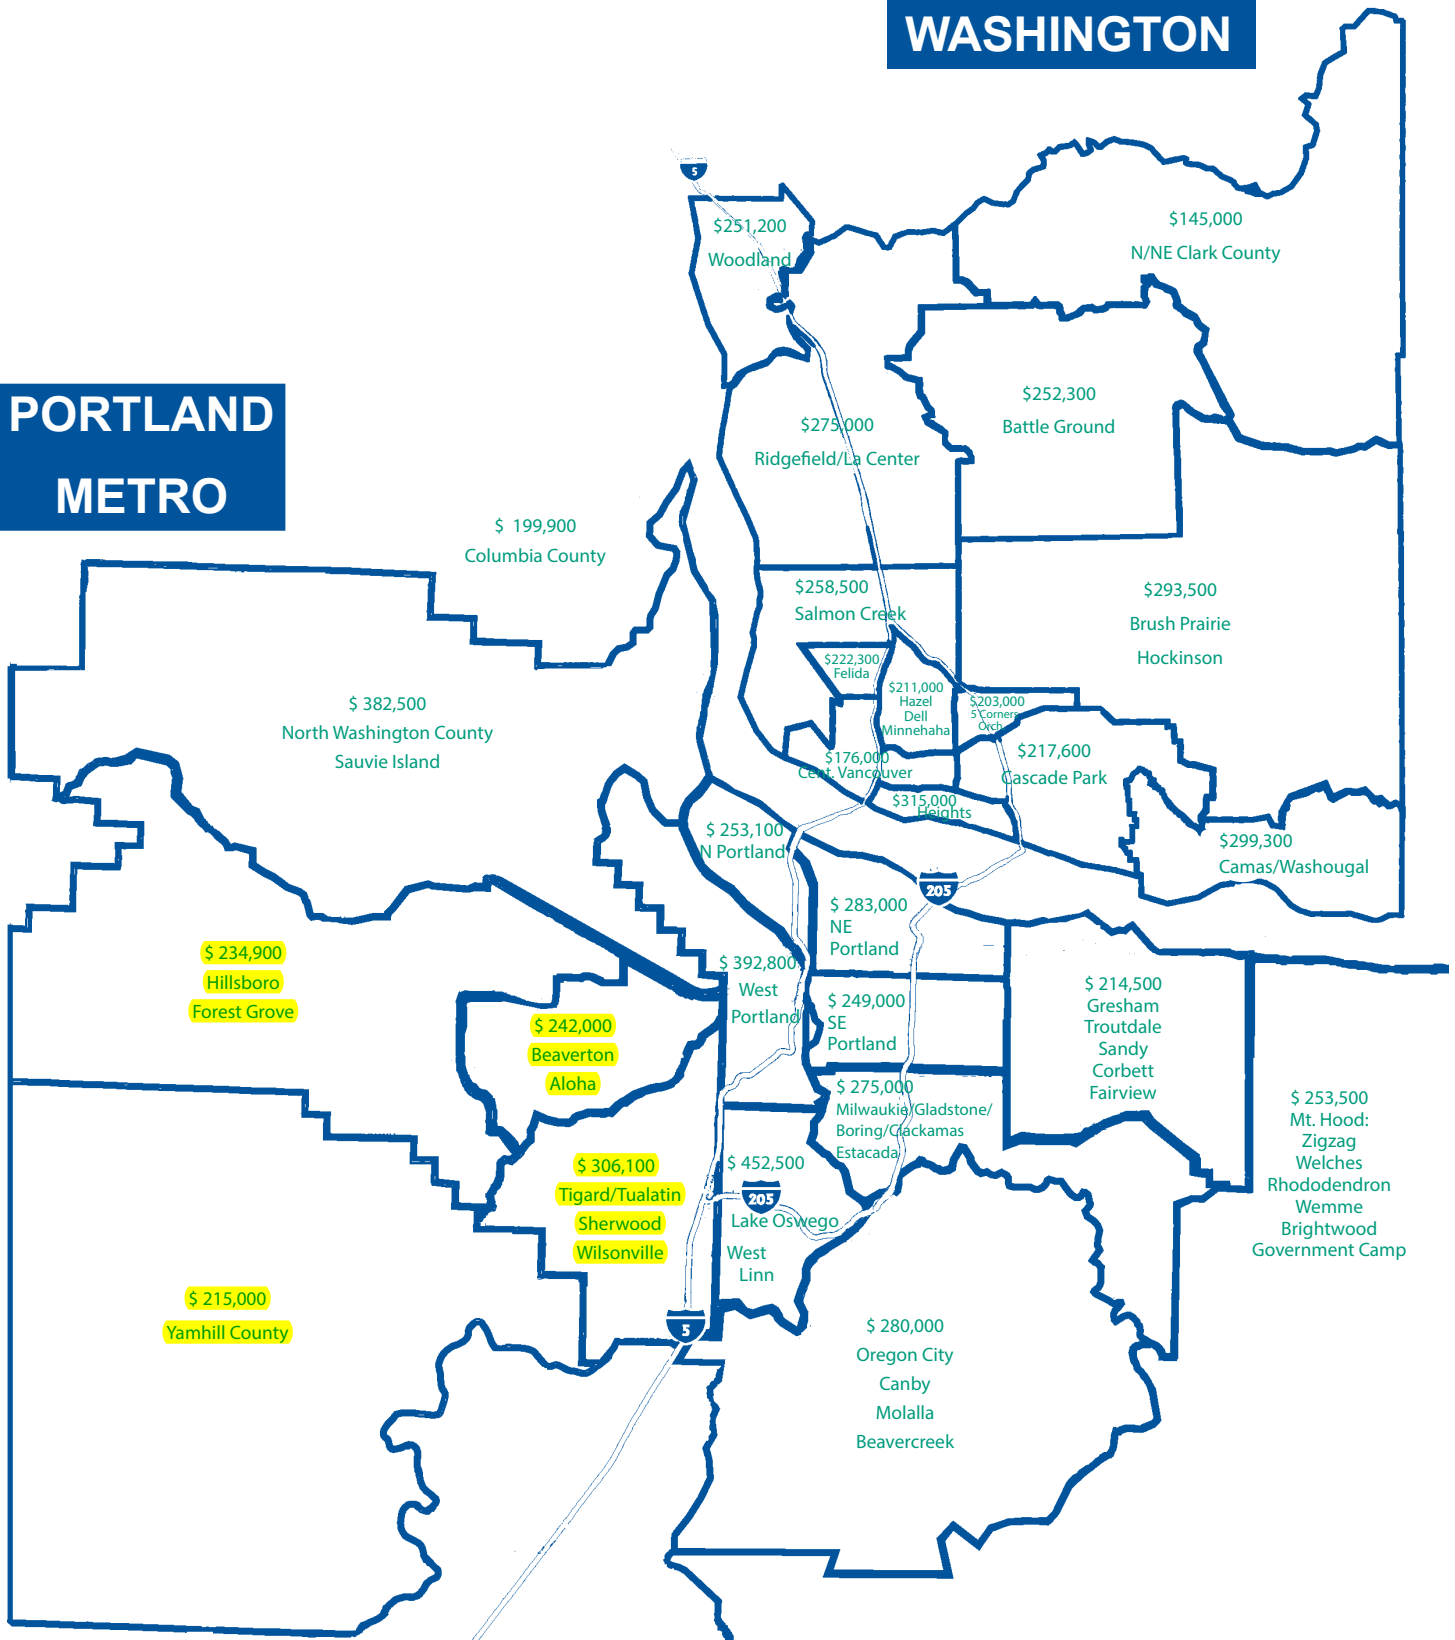 WASHINGTON
5
$251,200
Woodland
$145,000
N/NE Clark County
PORTLAND
METRO
$252,300
Battle Ground
$275,000
Ridgefield/La Center
$ 199,900
Columbia County
$258,500
Salmon Creek
$293,500
Brush Prairie
Hockinson
$222,300
Felida
$211,000
Hazel
Dell
Minnehaha
$203,000
5 Corners
Orch
$ 382,500
North Washington County
Sauvie Island
$176,000
Cent. Vancouver
$217,600
Cascade Park
$315,000
Heights
$ 253,100
N Portland
$299,300
Camas/Washougal
205
$ 283,000
NE
Portland
$ 234,900
Hillsboro
Forest Grove
$ 392,800
West
Portland
$ 249,000
SE
Portland
$ 214,500
Gresham
Troutdale
Sandy
Corbett
Fairview
$ 242,000
Beaverton
Aloha
$ 275,000
Milwaukie/Gladstone/
Boring/Clackamas
Estacada
$ 253,500
Mt. Hood:
Zigzag
Welches
Rhododendron
Wemme
Brightwood
Government Camp
$ 306,100
Tigard/Tualatin
Sherwood
Wilsonville
$ 452,500
205
Lake Oswego
West
Linn
$ 215,000
Yamhill County
5
$ 280,000
Oregon City
Canby
Molalla
Beavercreek